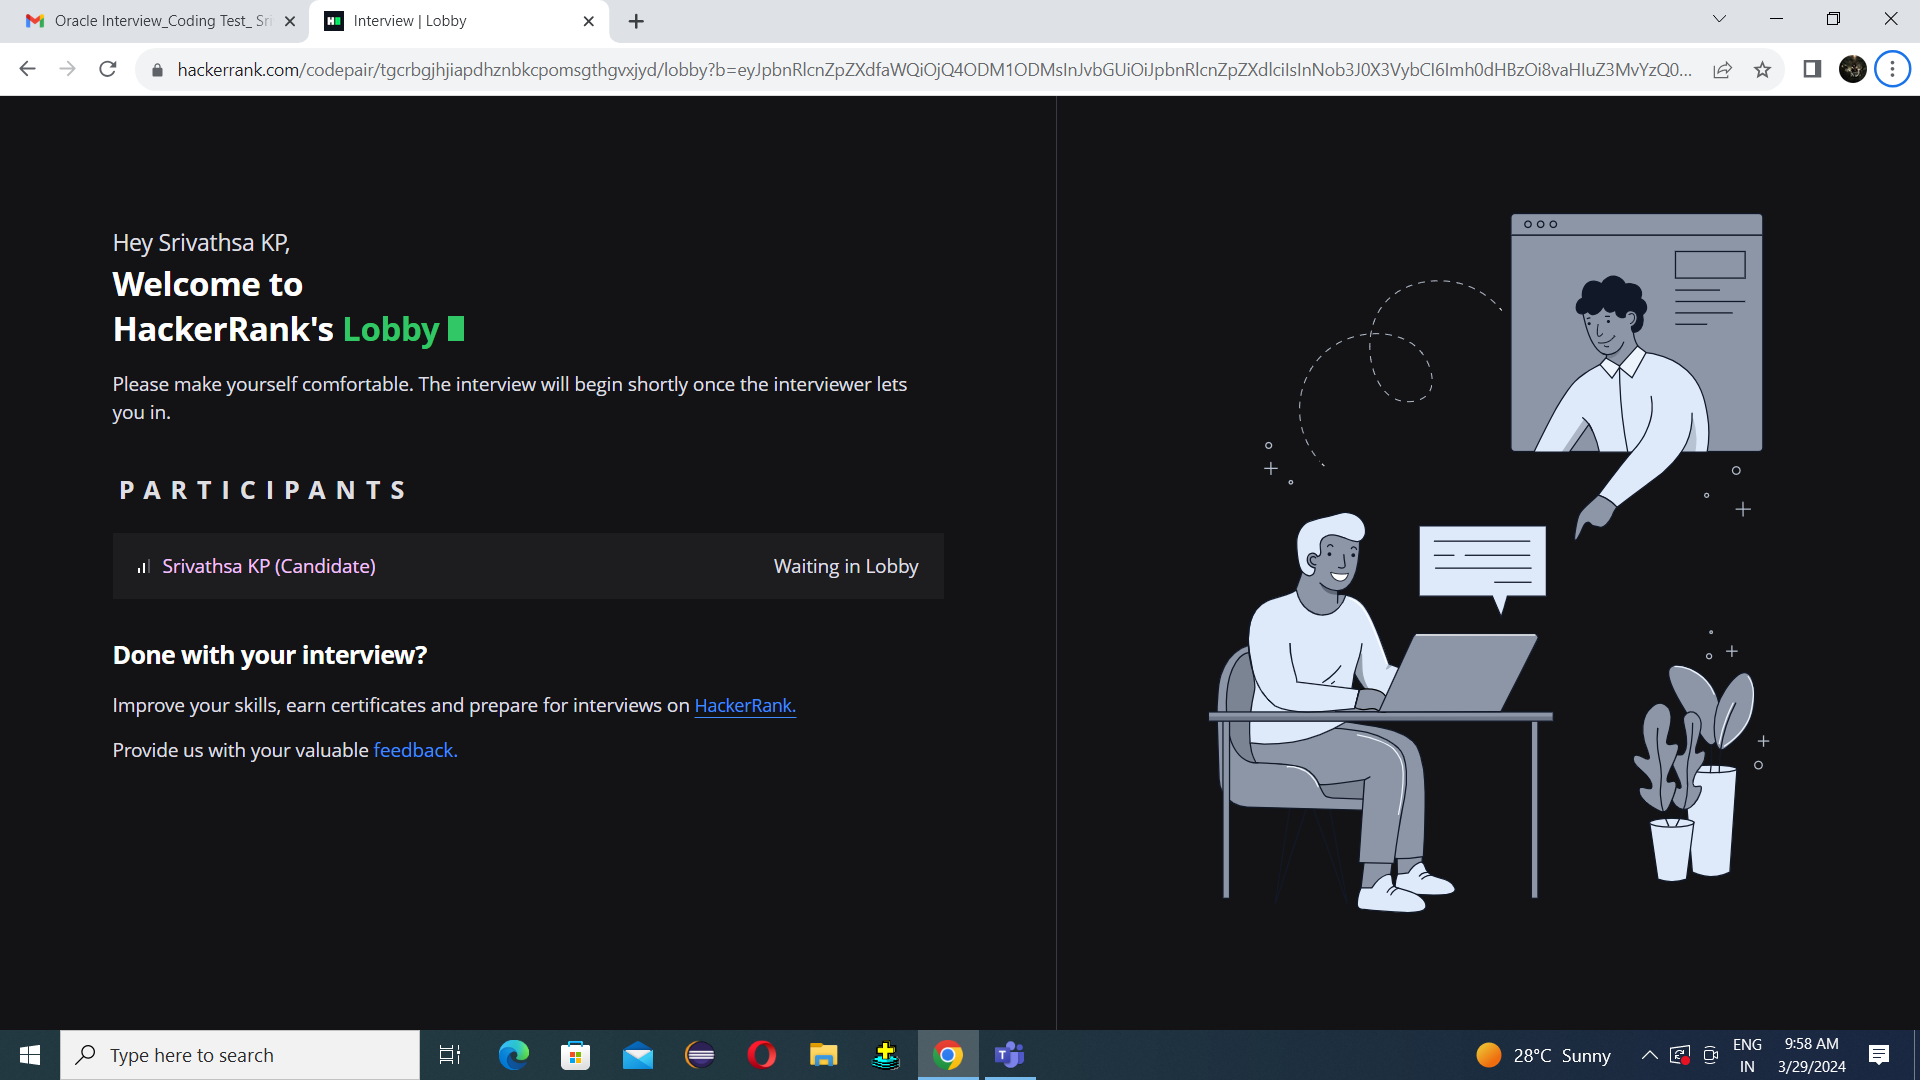 Oracle Interview_Coding Test_ Sri
Interview | Lobby
hackerrank.com/codepair/tgcrbgjhjiapdhznbkcpomsgthgvxjyd/lobby?b=eyJpbnRlcnZpZXdfaWQiOjQ4ODM1ODMsInJvbGUiOiJpbnRlcnZpZXdlciIsInNob3J0X3VybCI6Imh0dHBzOi8vaHIuZ3MvYzQ0...
Hey Srivathsa KP,
Welcome to
HackerRank's Lobby
Please make yourself comfortable. The interview will begin shortly once the interviewer lets
you in.
PARTICIPANTS
Srivathsa KP (Candidate) Waiting in Lobby
Done with your interview?
Improve your skills, earn certificates and prepare for interviews on HackerRank.
Provide us with your valuable feedback.
Type here to search
28°C Sunny
ENG
IN
9:58 AM
3/29/2024